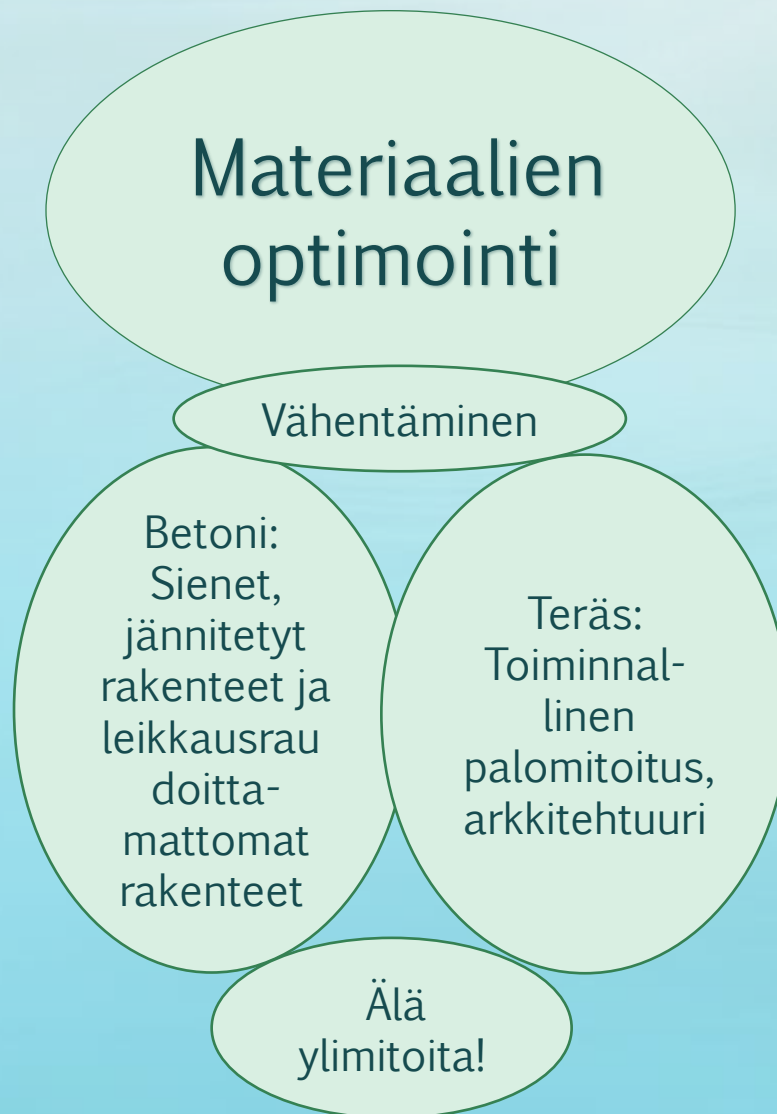 Materiaalien
optimointi
Vähentäminen
Betoni:
Sienet,
jännitetyt
rakenteet ja
leikkausrau
doitta-
mattomat
rakenteet
Teräs:
Toiminnal-
linen
palomitoitus,
arkkitehtuuri
Älä
ylimitoita!